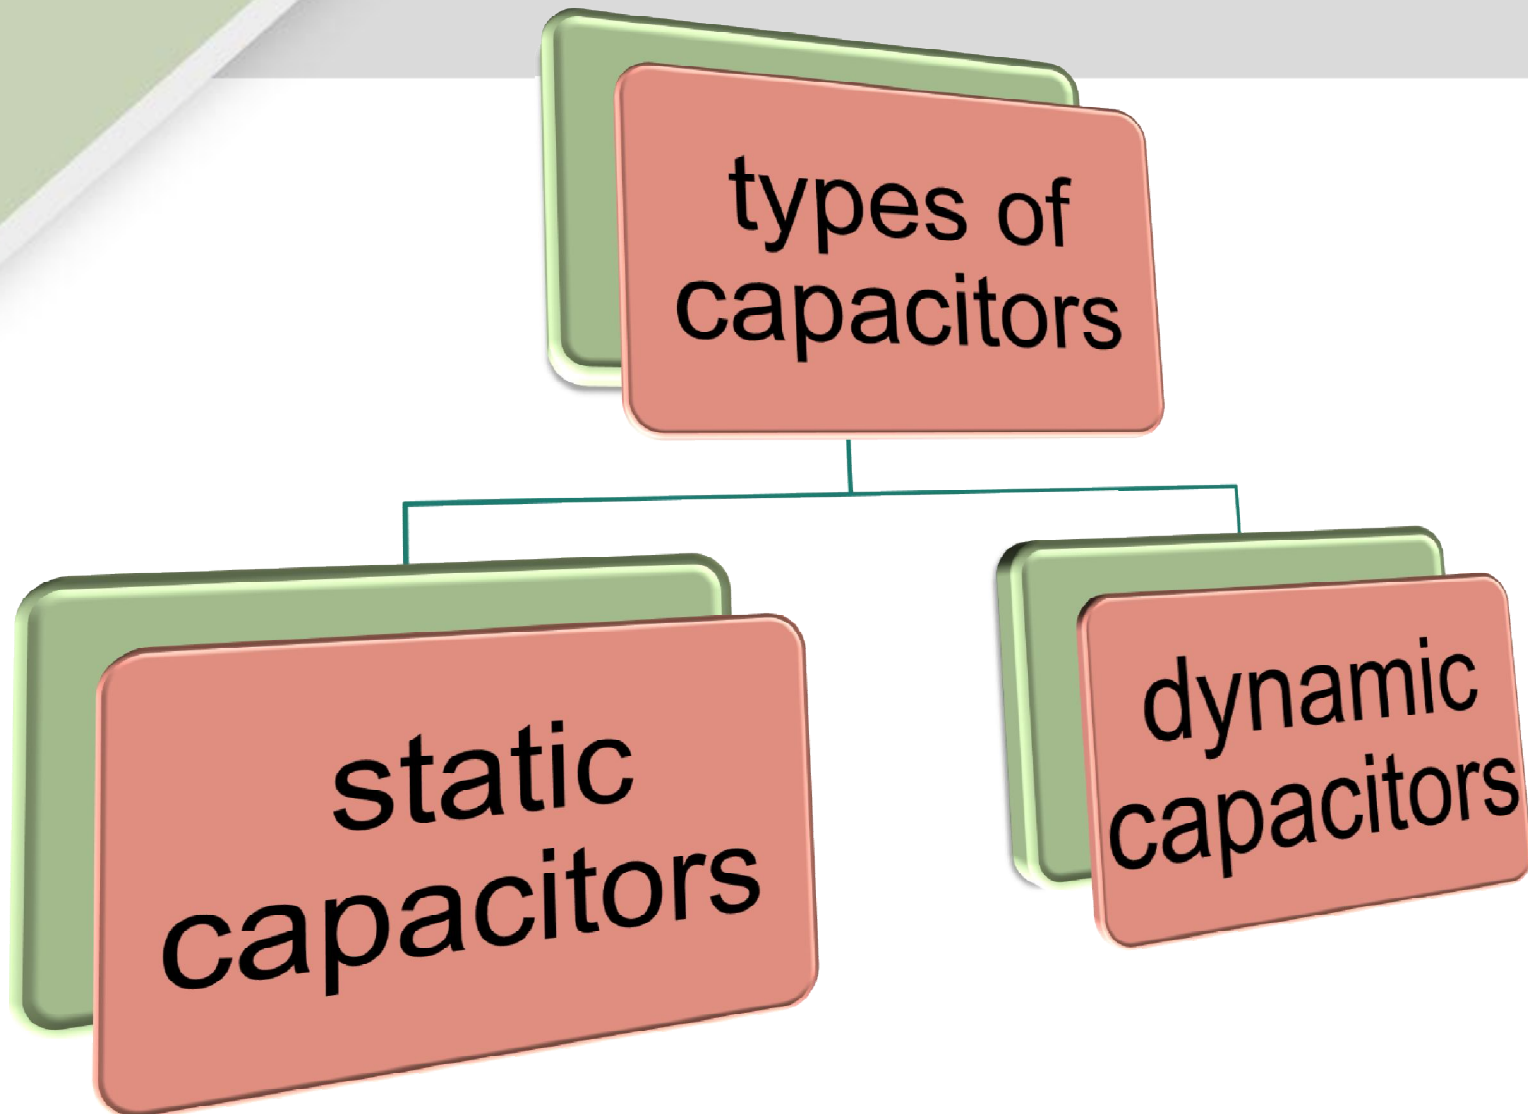 types of
capacitors
static
capacitors
dynamic
capacitors